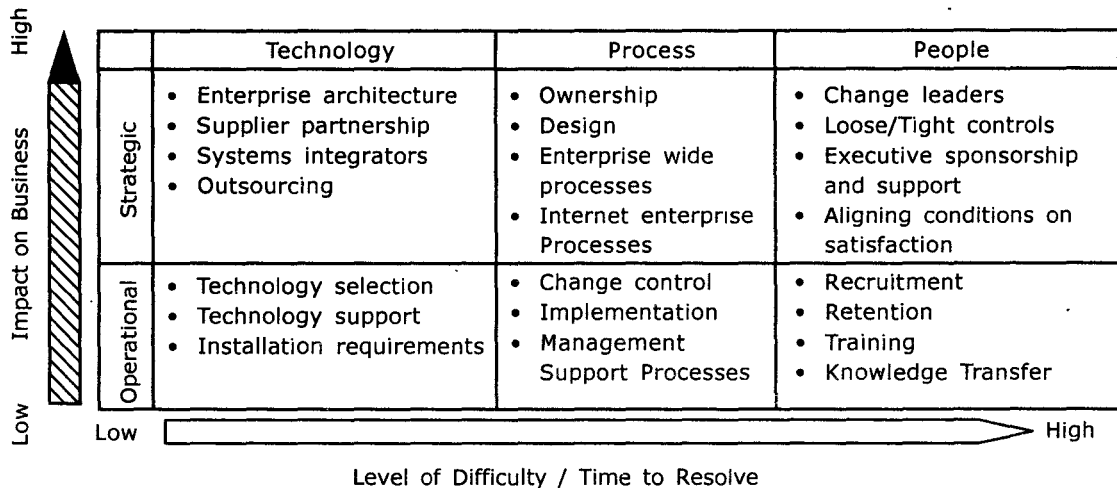 High
Impact on Business
Low
Technology
Process
People
Strategic
• Enterprise architecture
• Supplier partnership
• Systems integrators
• Outsourcing
• Ownership
• Design
• Enterprise wide
processes
• Internet enterprise
Processes
• Change leaders
• Loose/Tight controls
• Executive sponsorship
and support
• Aligning conditions on
satisfaction
Operational
• Technology selection
• Technology support
• Installation requirements
• Change control
• Implementation
• Management
Support Processes
• Recruitment
• Retention
• Training
• Knowledge Transfer
Low
High
Level of Difficulty / Time to Resolve